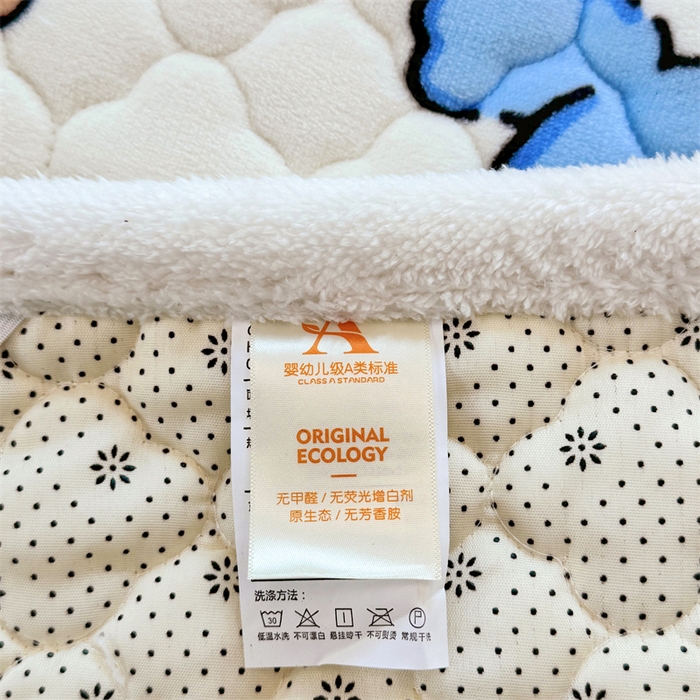 婴幼儿级A类标准
CLASS A STANDARD
ORIGINAL
ECOLOGY
无甲醛/无荧光增白剂
原生态/无芳香胺
洗涤方法:
30
P
低温水洗 不可漂白 悬挂晾干 不可熨烫 常规干洗